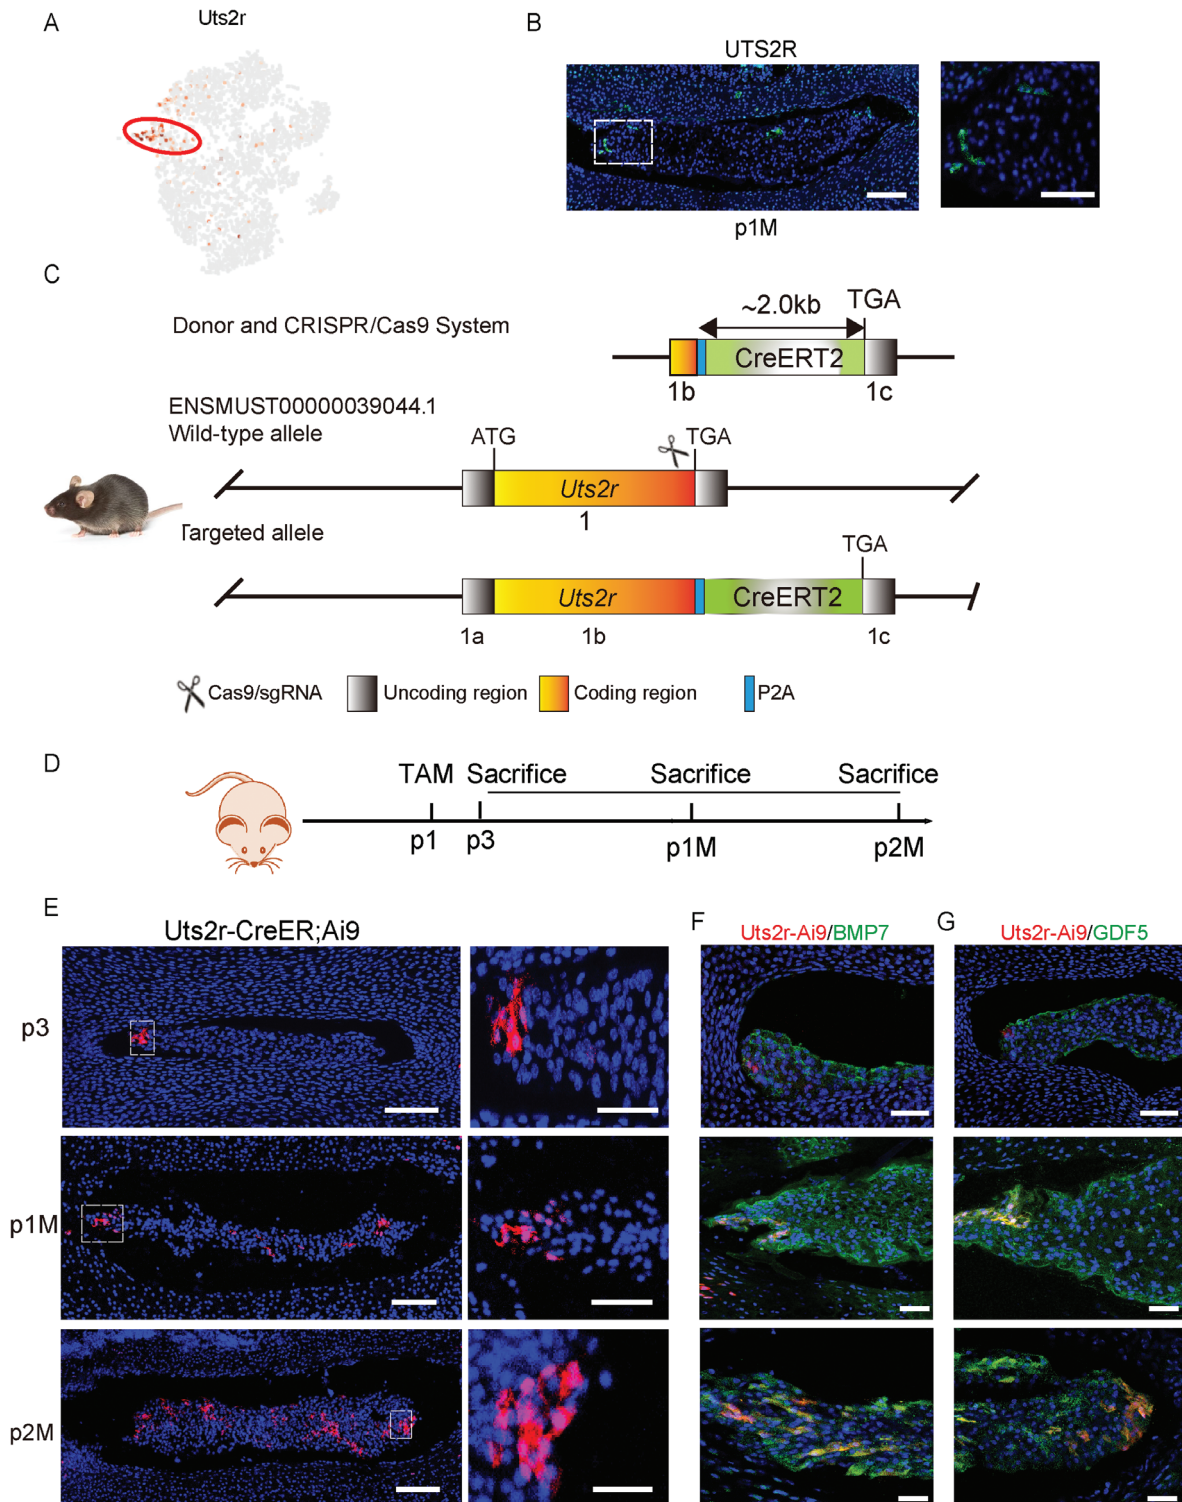 A
Uts2r
B
UTS2R
p1M
C
Donor and CRISPR/Cas9 System
~2.0kb
TGA
CreERT2
1b
1c
ENSMUST00000039044.1
Wild-type allele
ATG
TGA
Uts2r
1
Targeted allele
TGA
Uts2r
CreERT2
1a
1b
1c
Cas9/sgRNA
Uncoding region
Coding region
P2A
D
TAM
Sacrifice
Sacrifice
Sacrifice
p1
p3
p1M
p2M
E
Uts2r-CreER;Ai9
F
Uts2r-Ai9/BMP7
G
Uts2r-Ai9/GDF5
p3
p1M
p2M